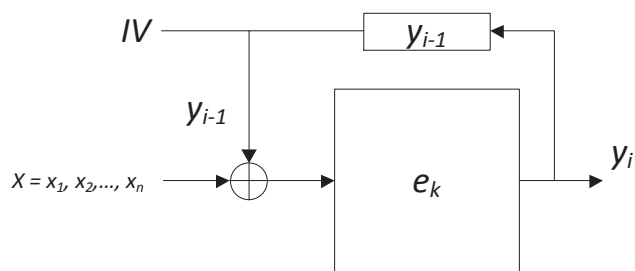 IV
y_{i-1}
y_{i-1}
X = x_1, x_2,..., x_n
e_k
y_i